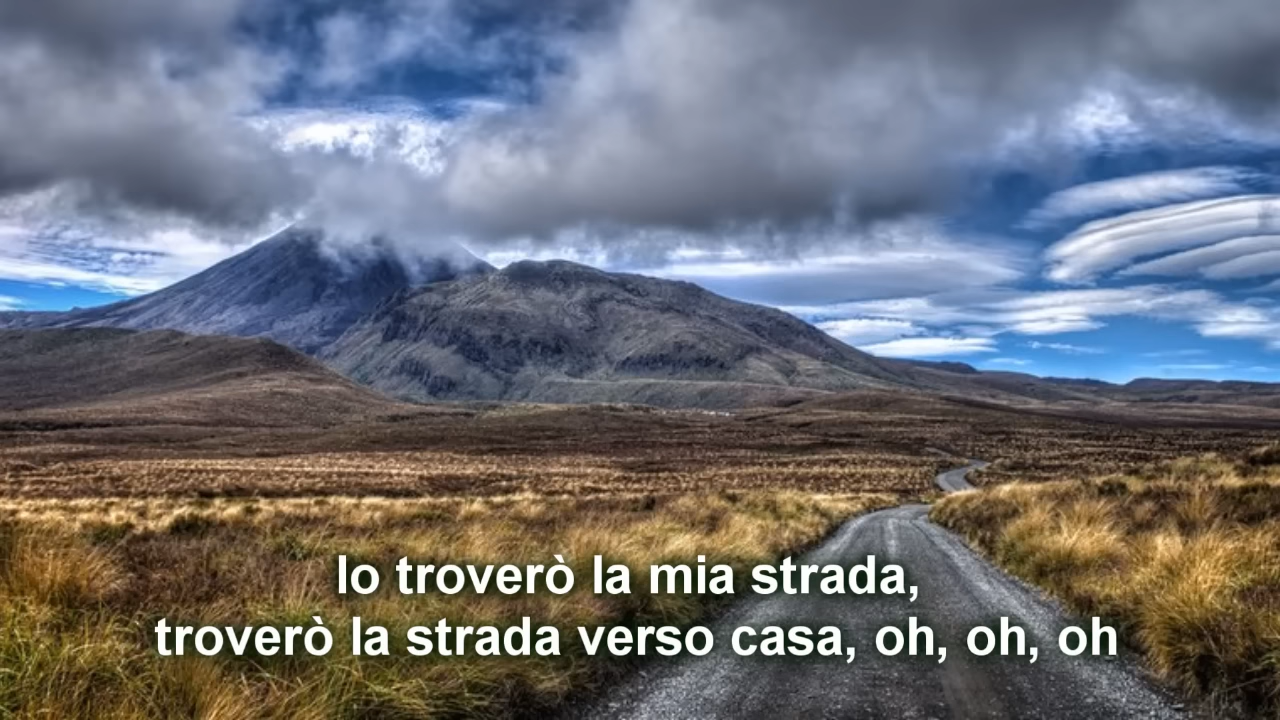 Io troverò la mia strada,
troverò la strada verso casa, oh, oh, oh